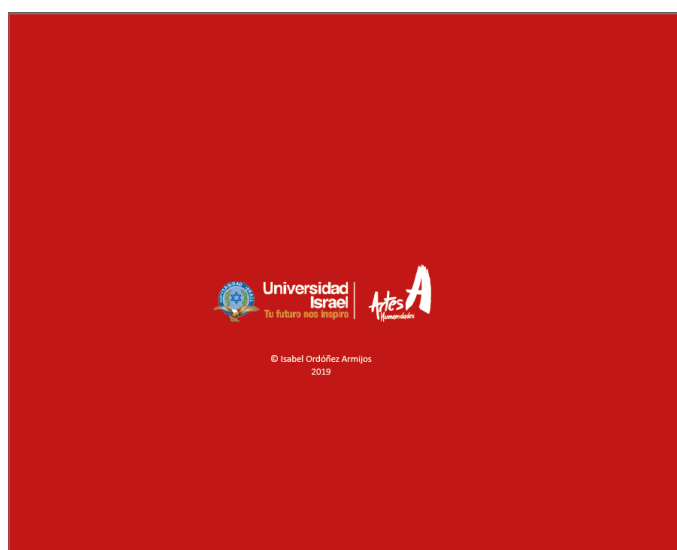 Universidad
Israel
Tu futuro nos inspira
Artes A
Humanidades
© Isabel Ordóñez Armijos
2019